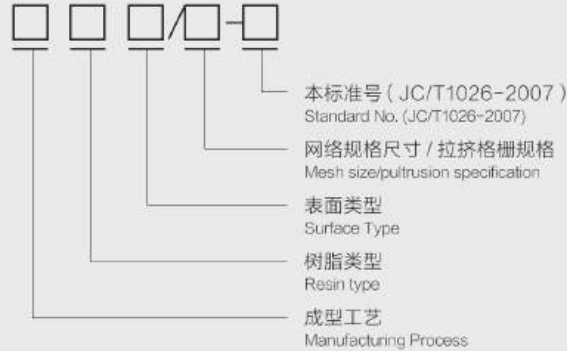 □ □ □/□-□
本标准号 ( JC/T1026-2007 )
Standard No. (JC/T1026-2007)
网络规格尺寸 / 拉挤格栅规格
Mesh size/pultrusion specification
表面类型
Surface Type
树脂类型
Resin type
成型工艺
Manufacturing Process